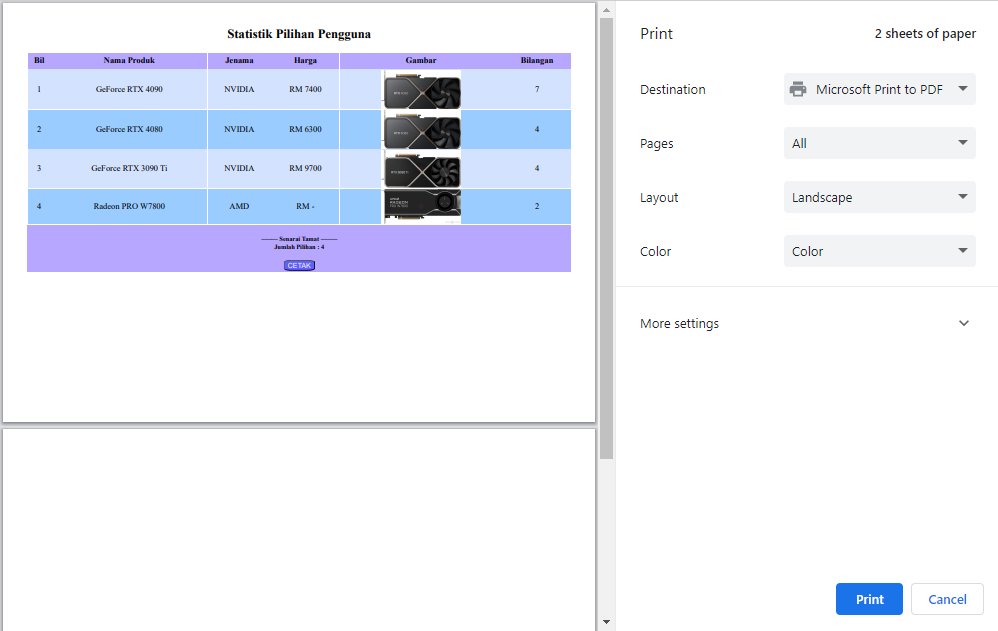 Statistik Pilihan Pengguna
Bil Nama Produk Jenama Harga Gambar Bilangan
1 GeForce RTX 4090 NVIDIA RM 7400 7
2 GeForce RTX 4080 NVIDIA RM 6300 4
3 GeForce RTX 3090 Ti NVIDIA RM 9700 4
4 Radeon PRO W7800 AMD RM - 2
-------- Senarai Tamat --------
Jumlah Pilihan : 4
CETAK
Print 2 sheets of paper
Destination Microsoft Print to PDF
Pages All
Layout Landscape
Color Color
More settings
Print Cancel